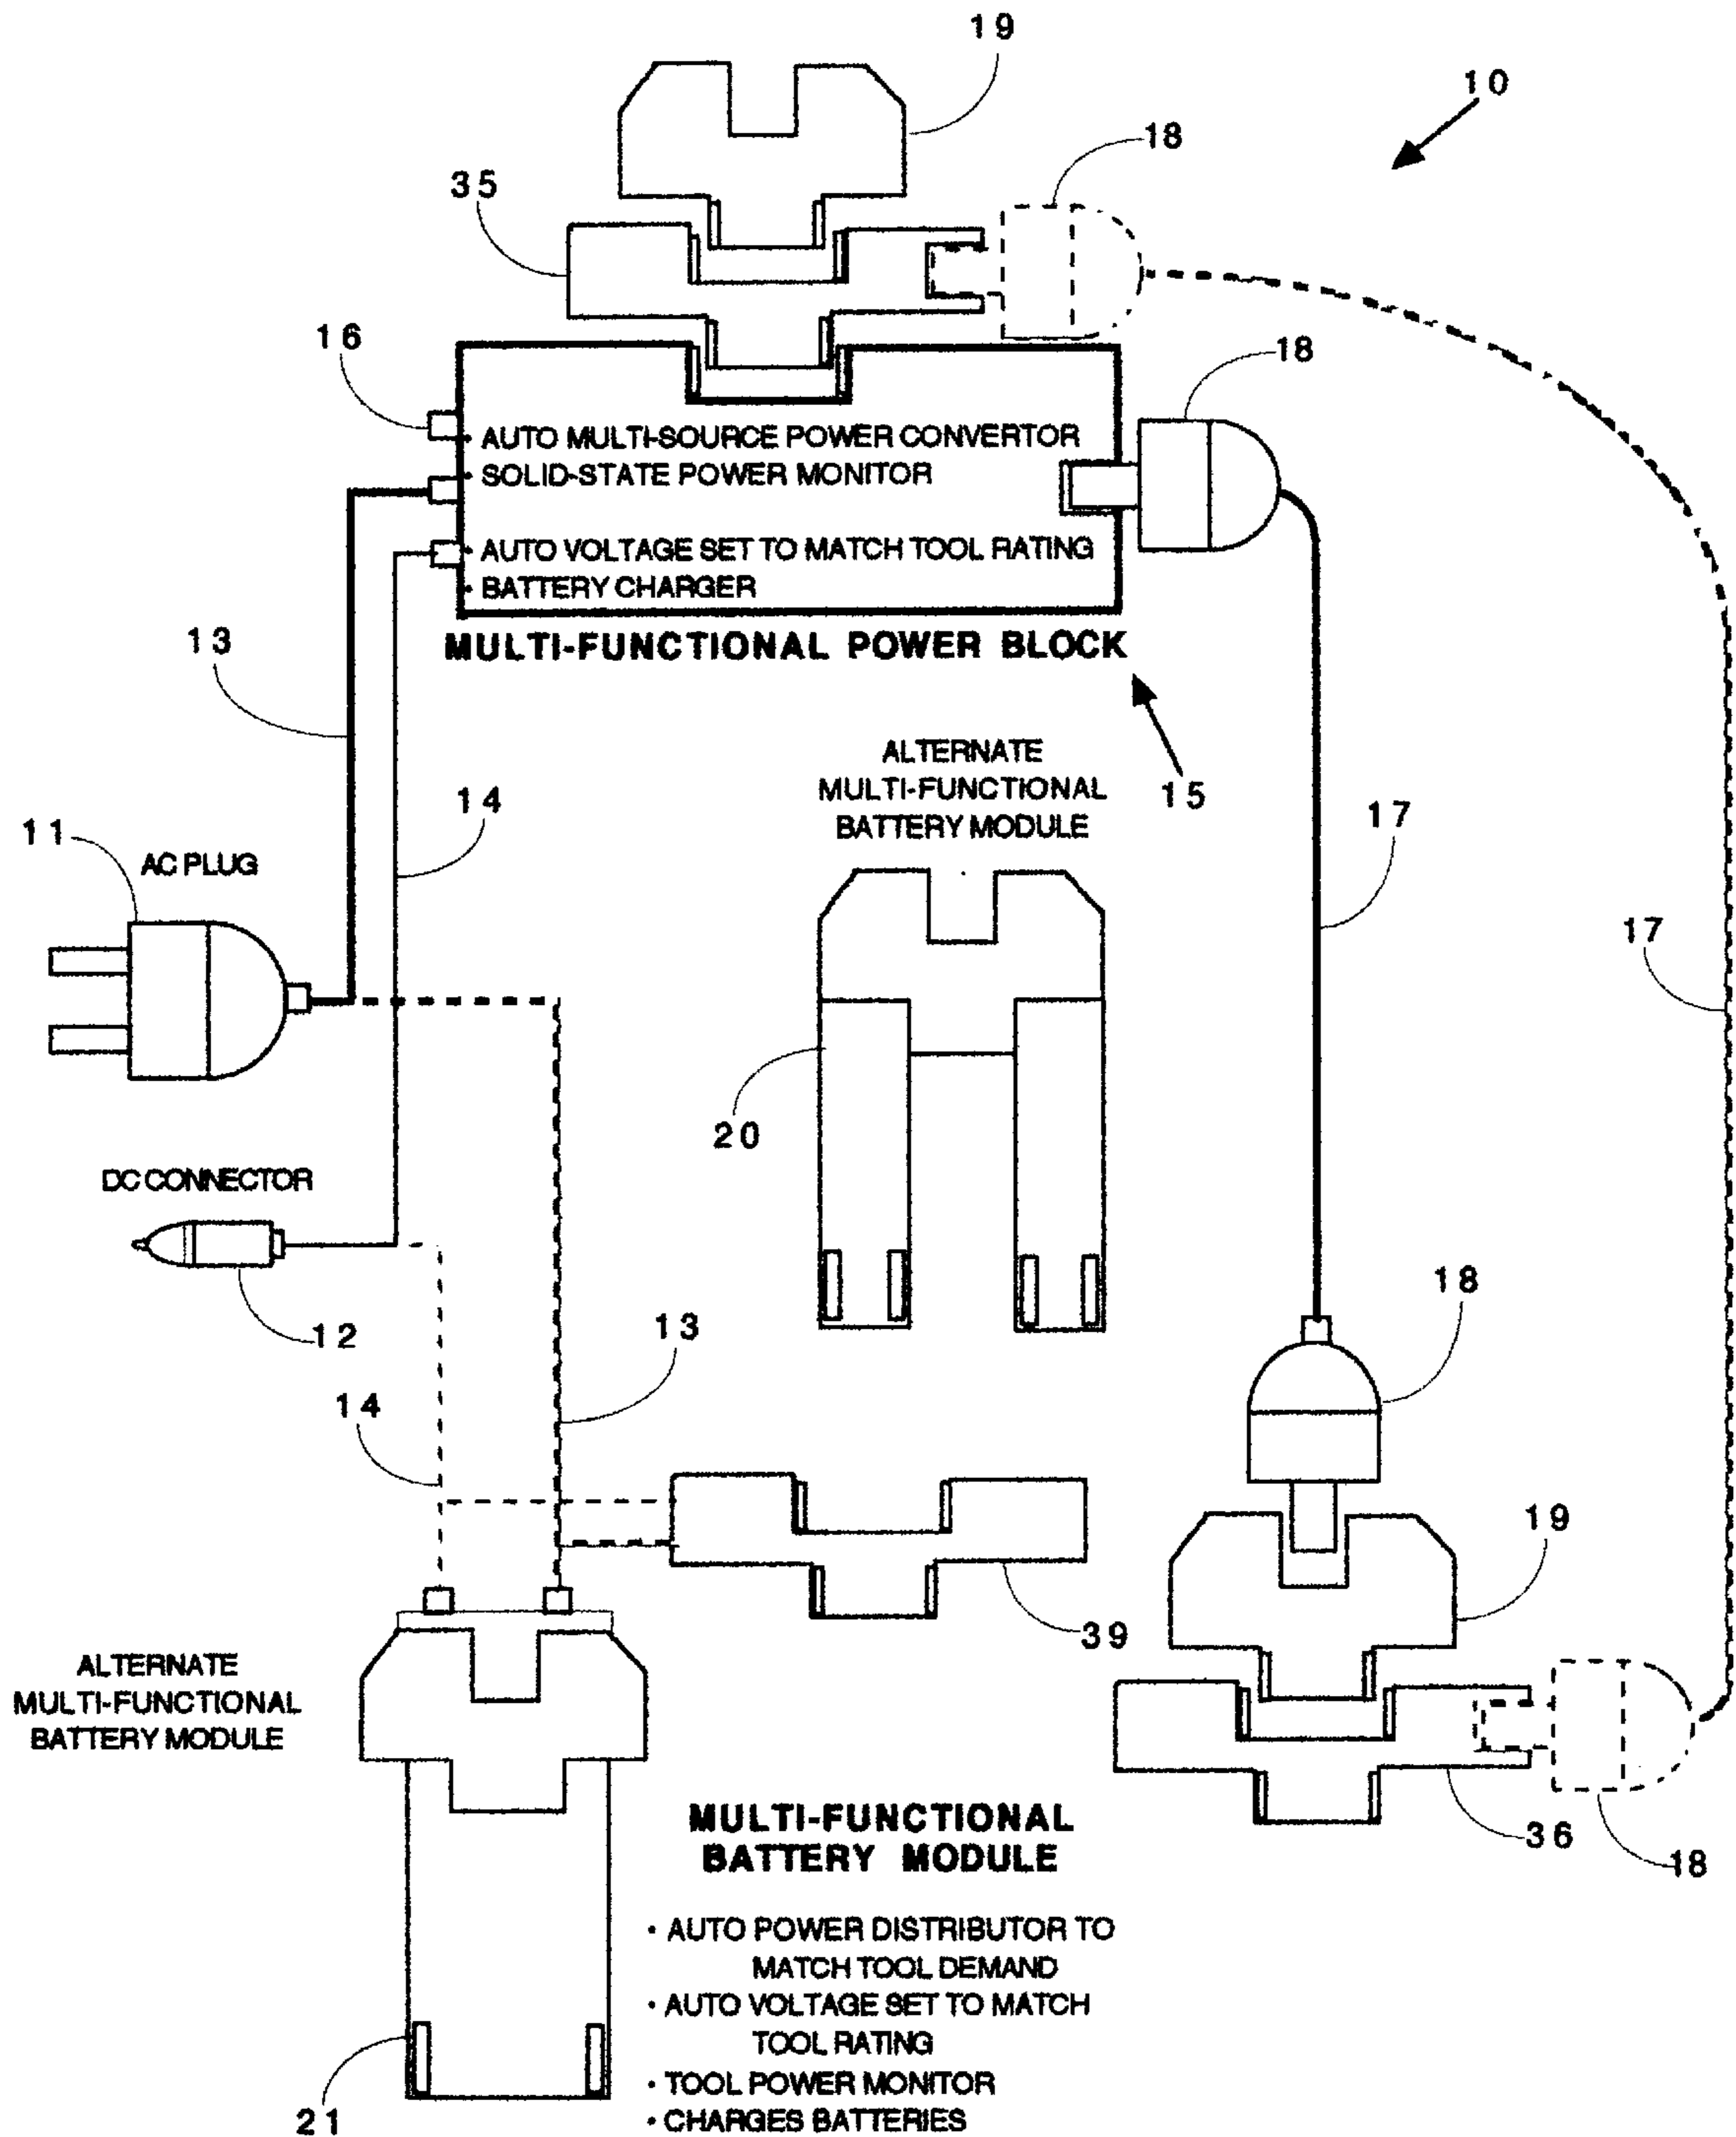 19
10
18
35
16
18
· AUTO MULTI-SOURCE POWER CONVERTOR
· SOLID-STATE POWER MONITOR
· AUTO VOLTAGE SET TO MATCH TOOL RATING
· BATTERY CHARGER
13
MULTI-FUNCTIONAL POWER BLOCK
ALTERNATE
MULTI-FUNCTIONAL
BATTERY MODULE
15
14
17
11
AC PLUG
17
20
DC CONNECTOR
12
13
18
14
19
39
ALTERNATE
MULTI-FUNCTIONAL
BATTERY MODULE
36
18
MULTI-FUNCTIONAL
BATTERY MODULE
· AUTO POWER DISTRIBUTOR TO
MATCH TOOL DEMAND
· AUTO VOLTAGE SET TO MATCH
TOOL RATING
· TOOL POWER MONITOR
· CHARGES BATTERIES
21